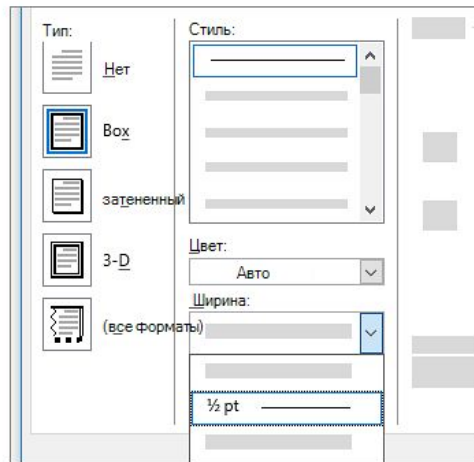 Тип:
Нет
Box
затененный
3-D
(все форматы)
Стиль:
Цвет:
Авто
Ширина:
½ pt